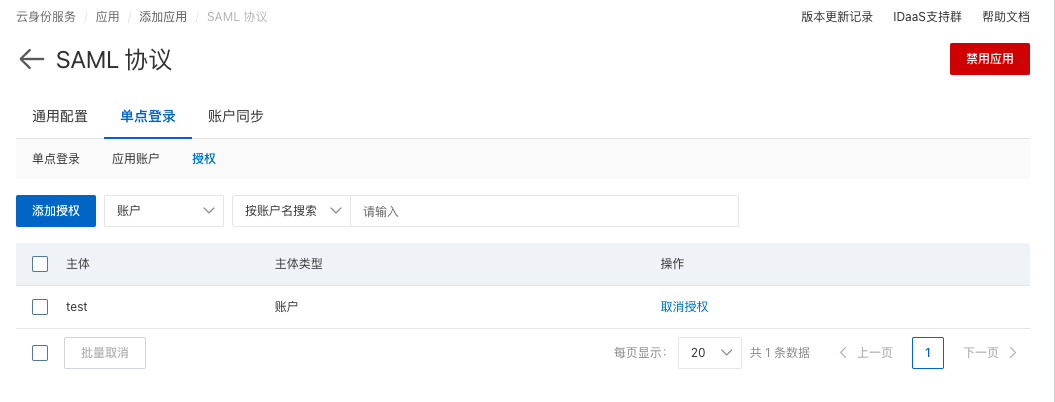 云身份服务 / 应用 / 添加应用 / SAML 协议 版本更新记录 IDaaS支持群 帮助文档
SAML 协议 禁用应用
通用配置 单点登录 账户同步
单点登录 应用账户 授权
添加授权 账户 按账户名搜索 请输入
主体 主体类型 操作
test 账户 取消授权
批量取消 每页显示: 20 共 1 条数据 上一页 1 下一页